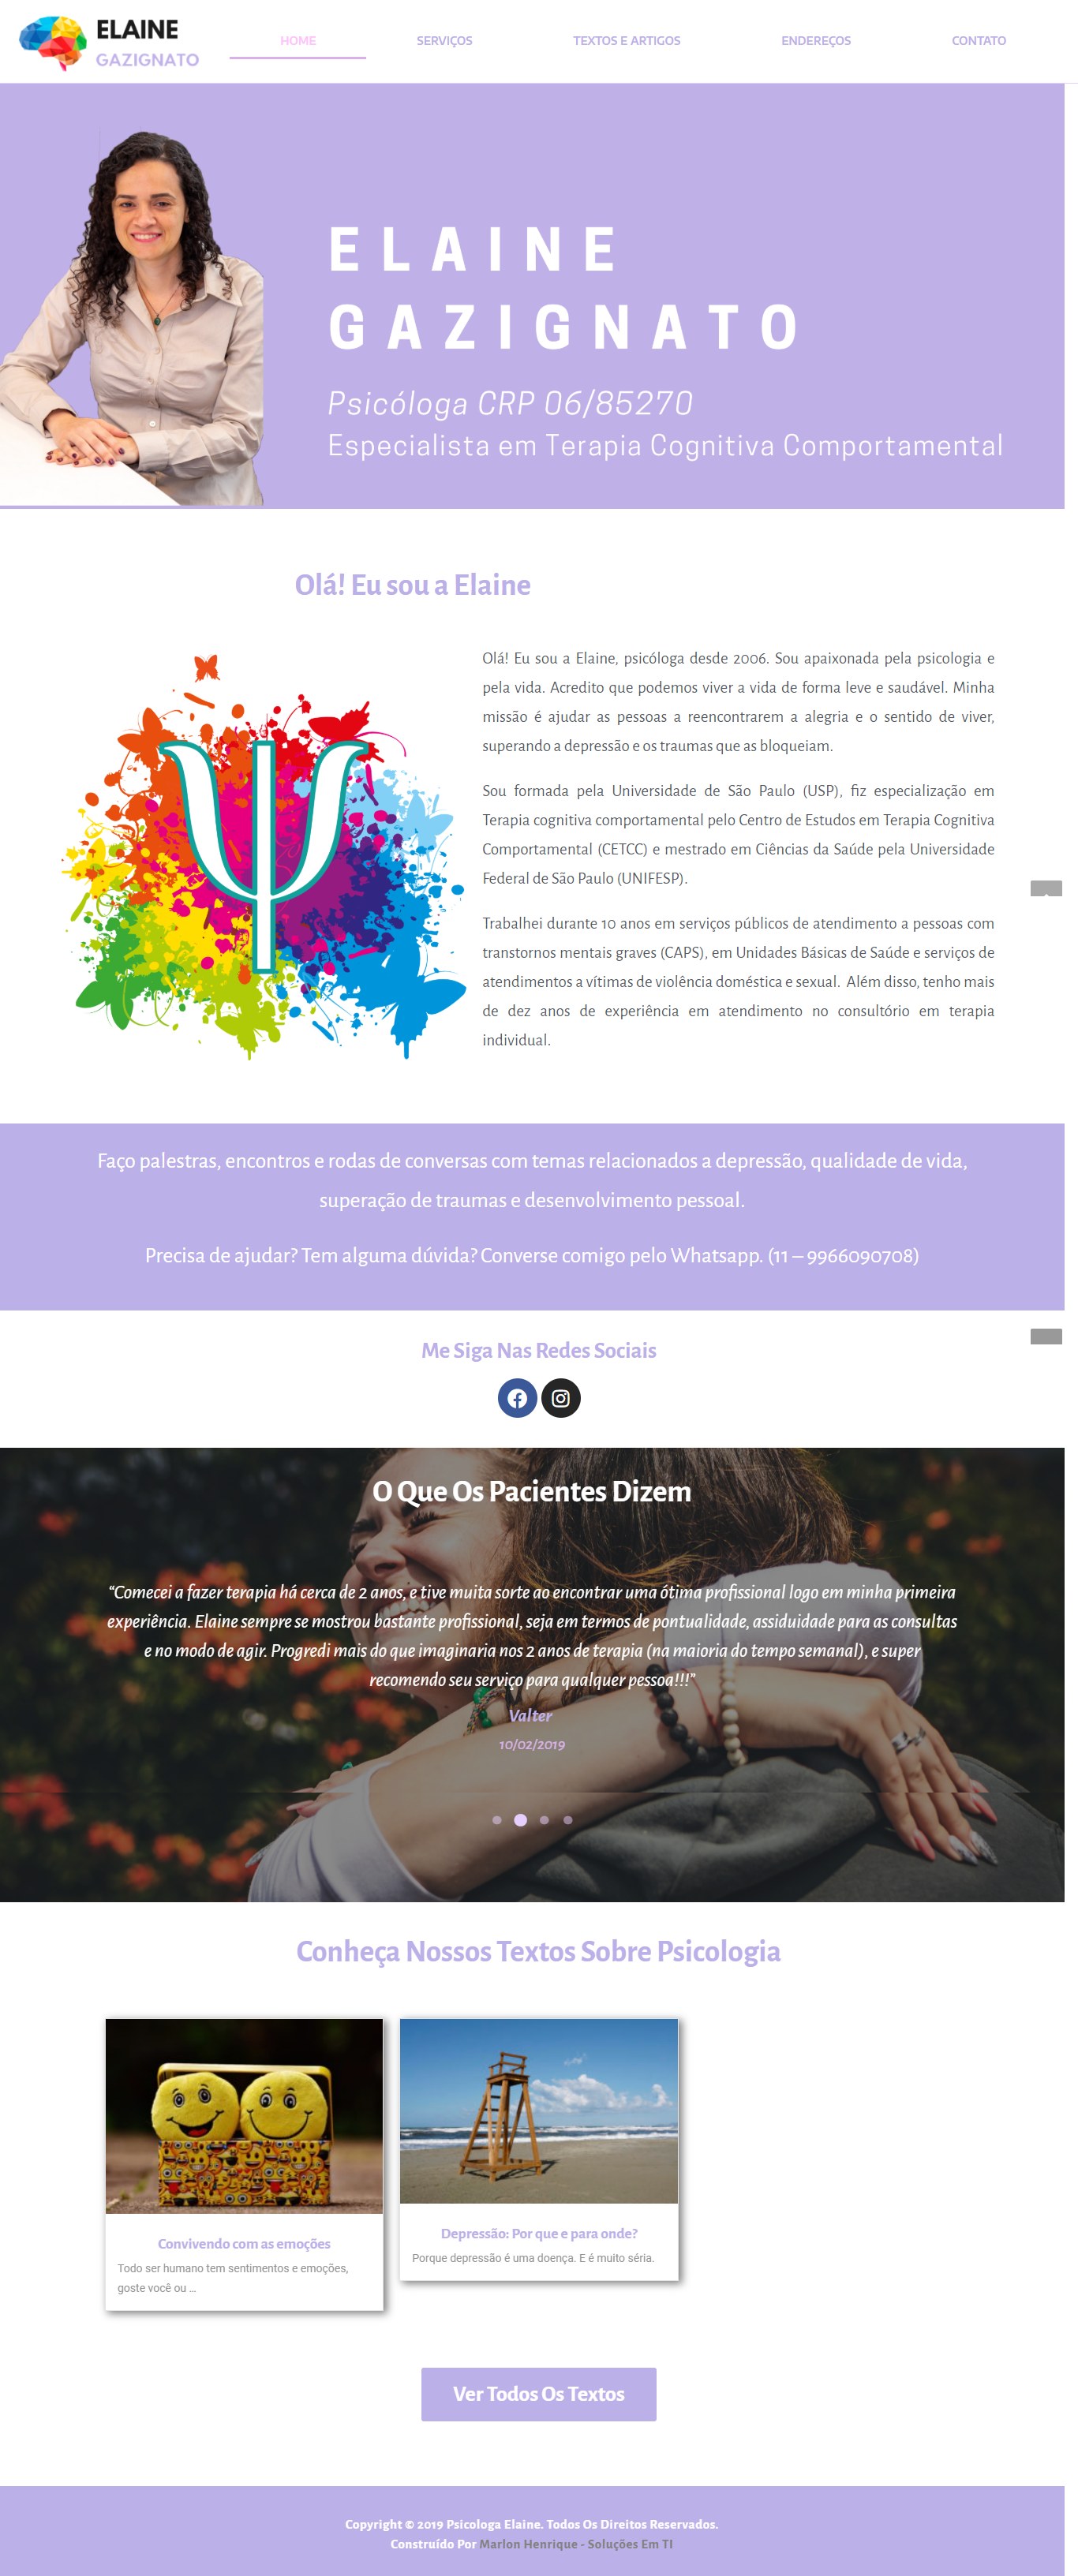 ELAINE
GAZIGNATO
HOME
SERVIÇOS
TEXTOS E ARTIGOS
ENDEREÇOS
CONTATO
ELAINE
GAZIGNATO
Psicóloga CRP 06/85270
Especialista em Terapia Cognitiva Comportamental
Olá! Eu sou a Elaine
Olá! Eu sou a Elaine, psicóloga desde 2006. Sou apaixonada pela psicologia e
pela vida. Acredito que podemos viver a vida de forma leve e saudável. Minha
missão é ajudar as pessoas a reencontrarem a alegria e o sentido de viver,
superando a depressão e os traumas que as bloqueiam.
Sou formada pela Universidade de São Paulo (USP), fiz especialização em
Terapia cognitiva comportamental pelo Centro de Estudos em Terapia Cognitiva
Comportamental (CETCC) e mestrado em Ciências da Saúde pela Universidade
Federal de São Paulo (UNIFESP).
Trabalhei durante 10 anos em serviços públicos de atendimento a pessoas com
transtornos mentais graves (CAPS), em Unidades Básicas de Saúde e serviços de
atendimentos a vítimas de violência doméstica e sexual. Além disso, tenho mais
de dez anos de experiência em atendimento no consultório em terapia
individual.
Faço palestras, encontros e rodas de conversas com temas relacionados a depressão, qualidade de vida,
superação de traumas e desenvolvimento pessoal.
Precisa de ajudar? Tem alguma dúvida? Converse comigo pelo Whatsapp. (11 – 9966090708)
Me Siga Nas Redes Sociais
O Que Os Pacientes Dizem
“Comecei a fazer terapia há cerca de 2 anos, e tive muita sorte ao encontrar uma ótima profissional logo em minha primeira
experiência. Elaine sempre se mostrou bastante profissional, seja em termos de pontualidade, assiduidade para as consultas
e no modo de agir. Progredi mais do que imaginaria nos 2 anos de terapia (na maioria do tempo semanal), e super
recomendo seu serviço para qualquer pessoa!!!”
Valter
10/02/2019
Conheça Nossos Textos Sobre Psicologia
Convivendo com as emoções
Todo ser humano tem sentimentos e emoções,
goste você ou ...
Depressão: Por que e para onde?
Porque depressão é uma doença. E é muito séria.
Ver Todos Os Textos
Copyright © 2019 Psicologa Elaine. Todos Os Direitos Reservados.
Construído Por Marlon Henrique - Soluções Em TI